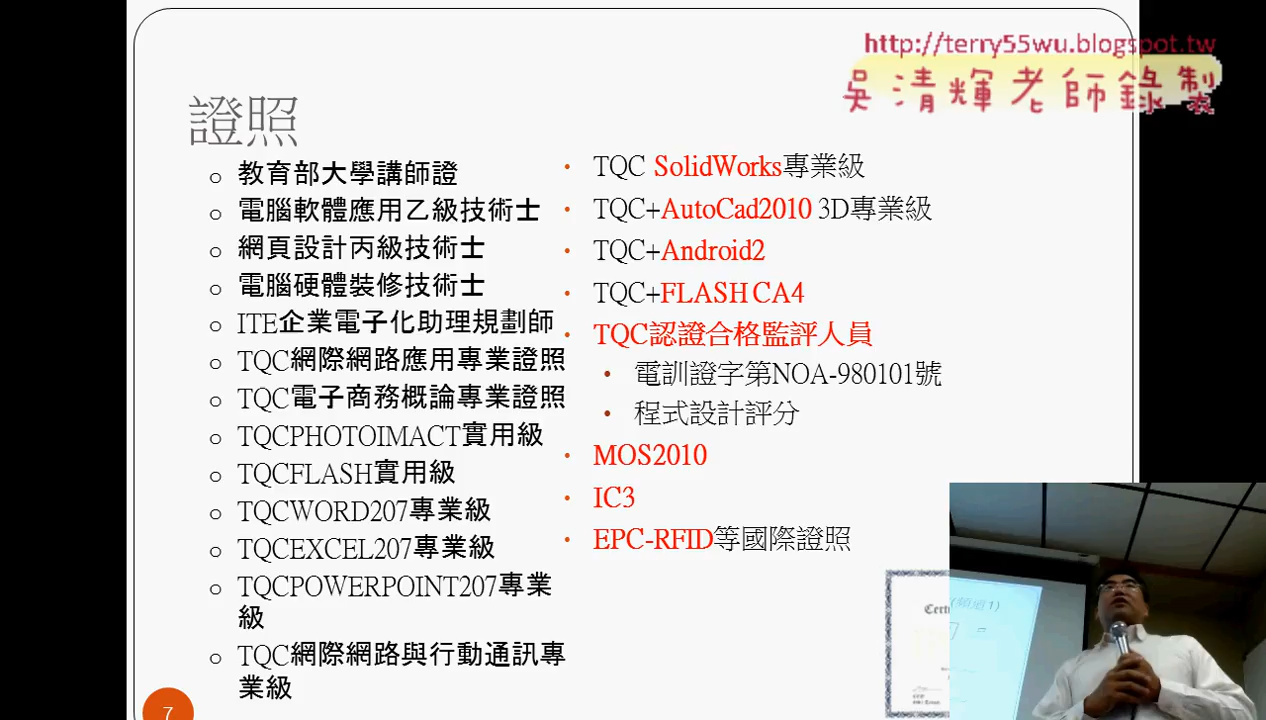 http://terry55wu.blogspot.tw
吳清輝老師錄製
證照
教育部大學講師證
電腦軟體應用乙級技術士
網頁設計丙級技術士
電腦硬體裝修技術士
ITE企業電子化助理規劃師
TQC網際網路應用專業證照
TQC電子商務概論專業證照
TQCPHOTOIMACT實用級
TQCFLASH實用級
TQCWORD207專業級
TQCEXCEL207專業級
TQCPOWERPOINT207專業
級
TQC網際網路與行動通訊專
業級
TQC SolidWorks專業級
TQC+AutoCad2010 3D專業級
TQC+Android2
TQC+FLASH CA4
TQC認證合格監評人員
電訓證字第NOA-980101號
程式設計評分
MOS2010
IC3
EPC-RFID等國際證照
7